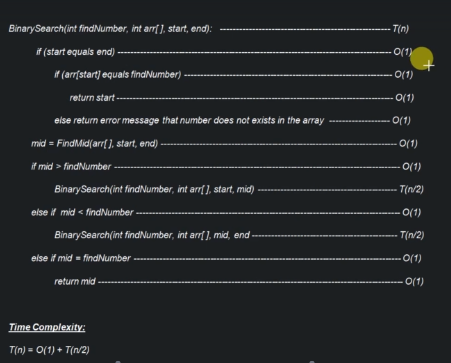 BinarySearch(int findNumber, int arr[ ], start, end): ------------------------------------------------ T(n)
if (start equals end) ------------------------------------------------------------------------ O(1)
if (arr[start] equals findNumber) ------------------------------------------------------ O(1)
return start ------------------------------------------------------------------------ O(1)
else return error message that number does not exists in the array ------------------ O(1)
mid = FindMid(arr[ ], start, end) ------------------------------------------------------------ O(1)
if mid > findNumber ------------------------------------------------------------------------ O(1)
BinarySearch(int findNumber, int arr[ ], start, mid) ------------------------------------ T(n/2)
else if mid < findNumber ------------------------------------------------------------------ O(1)
BinarySearch(int findNumber, int arr[ ], mid, end ------------------------------------- T(n/2)
else if mid = findNumber ------------------------------------------------------------------ O(1)
return mid ------------------------------------------------------------------------------ O(1)
Time Complexity:
T(n) = O(1) + T(n/2)